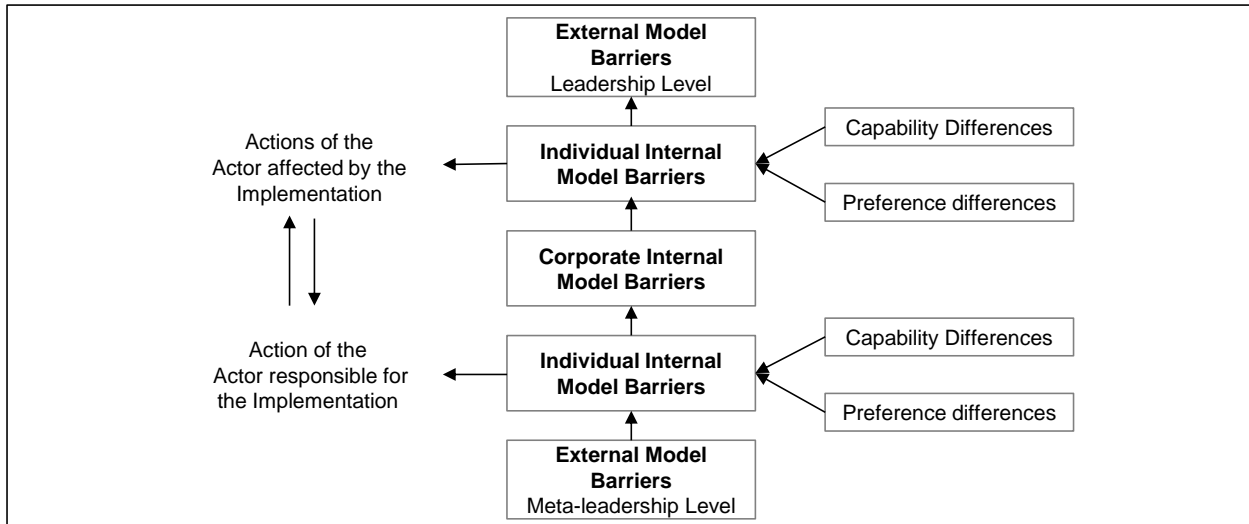 External Model
Barriers
Leadership Level
Actions of the
Actor affected by the
Implementation
Individual Internal
Model Barriers
Capability Differences
Preference differences
Corporate Internal
Model Barriers
Action of the
Actor responsible for
the Implementation
Individual Internal
Model Barriers
Capability Differences
Preference differences
External Model
Barriers
Meta-leadership Level